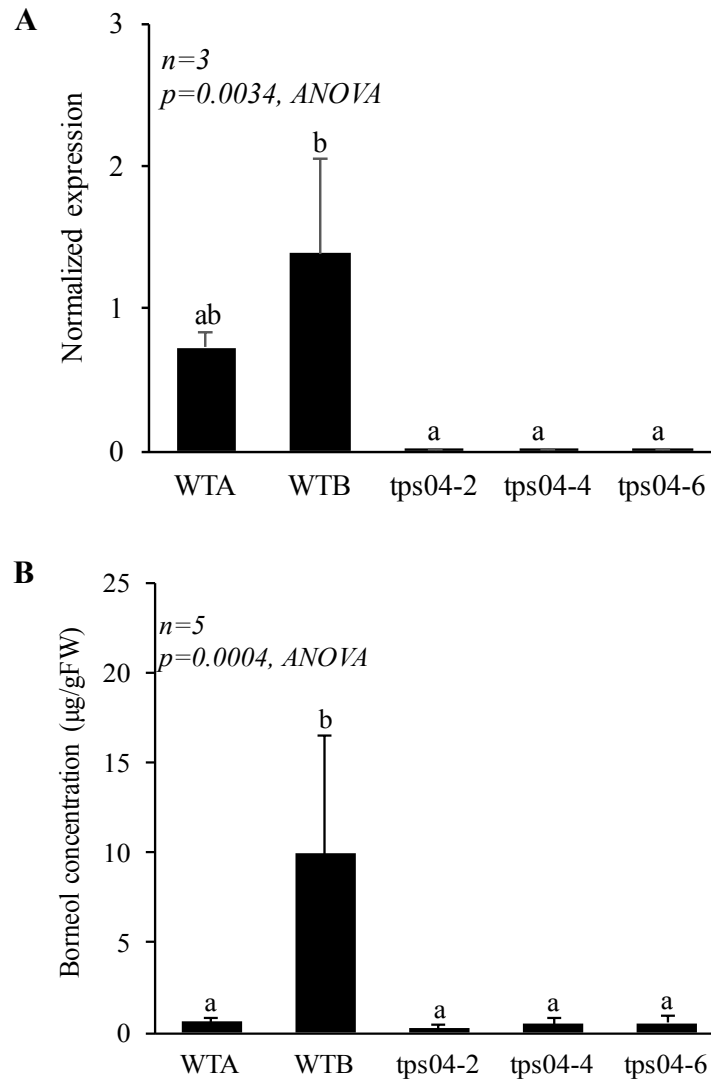 A
Normalized expression
3
2
1
0
n=3
p=0.0034, ANOVA
ab
b
a
a
a
WTA
WTB
tps04-2
tps04-4
tps04-6
B
Borneol concentration (µg/gFW)
25
20
15
10
5
0
n=5
p=0.0004, ANOVA
a
b
a
a
a
WTA
WTB
tps04-2
tps04-4
tps04-6